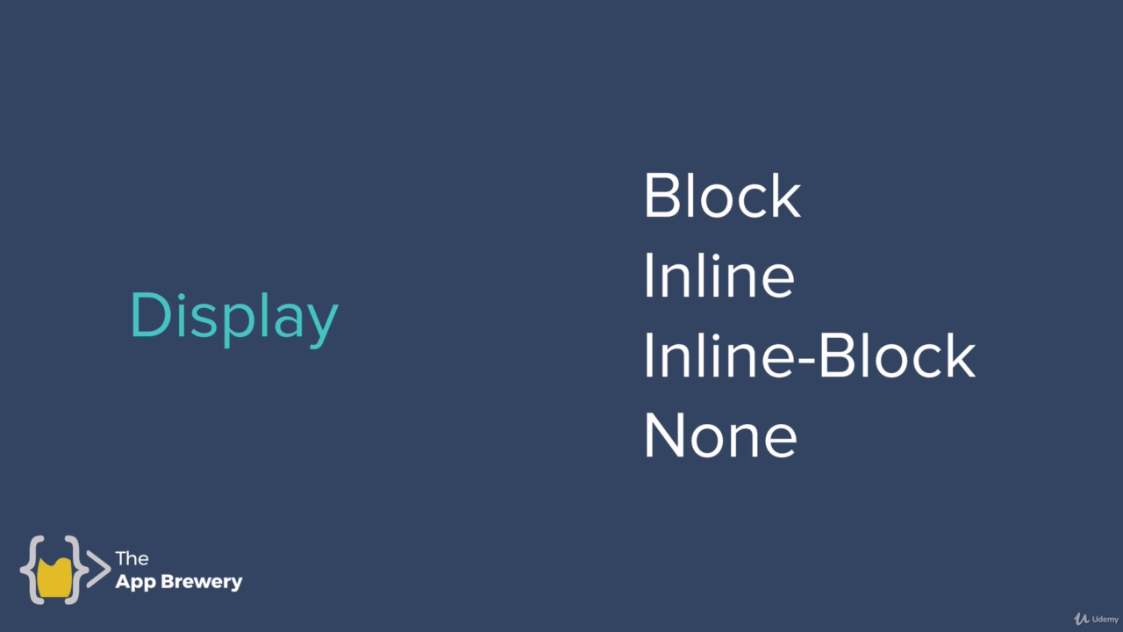 Display
Block
Inline
Inline-Block
None
The
App Brewery
Udemy